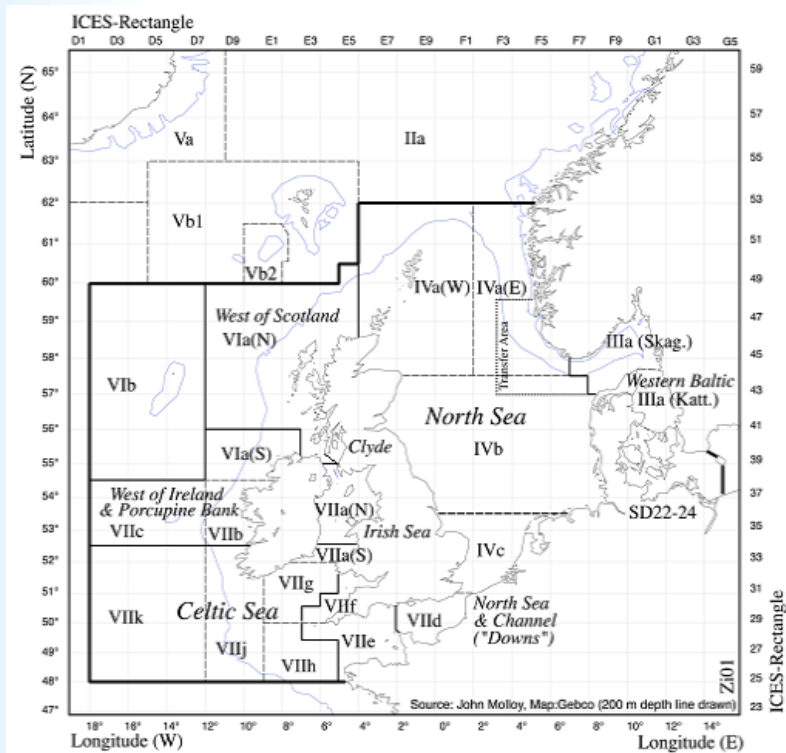 ICES-Rectangle
D1 D3 D5 D7 D9 E1 E3 E5 E7 E9 F1 F3 F5 F7 F9 G1 G3 G5
Latitude (N)
65°
64°
63°
62°
61°
60°
59°
58°
57°
56°
55°
54°
53°
52°
51°
50°
49°
48°
47°
59
57
55
53
51
49
47
45
43
41
39
37
35
33
31
29
27
25
23
Va
IIa
Vb1
Vb2
IVa(W)
IVa(E)
West of Scotland
VIa(N)
Transfer Area
IIIa (Skag.)
VIb
Western Baltic
IIIa (Katt.)
North Sea
Clyde
IVb
VIa(S)
West of Ireland
& Porcupine Bank
VIIc
VIIb
VIIa(N)
Irish Sea
SD22-24
VIIa(S)
IVc
VIIg
Celtic Sea
VIIf
VIId
North Sea
& Channel
("Downs")
VIIk
VIIj
VIIe
VIIh
Zi01
ICES-Rectangle
Source: John Molloy, Map:Gebco (200 m depth line drawn)
18° 16° 14° 12° 10° 8° 6° 4° 2° 0° 2° 4° 6° 8° 10° 12° 14°
Longitude (W)
Longitude (E)